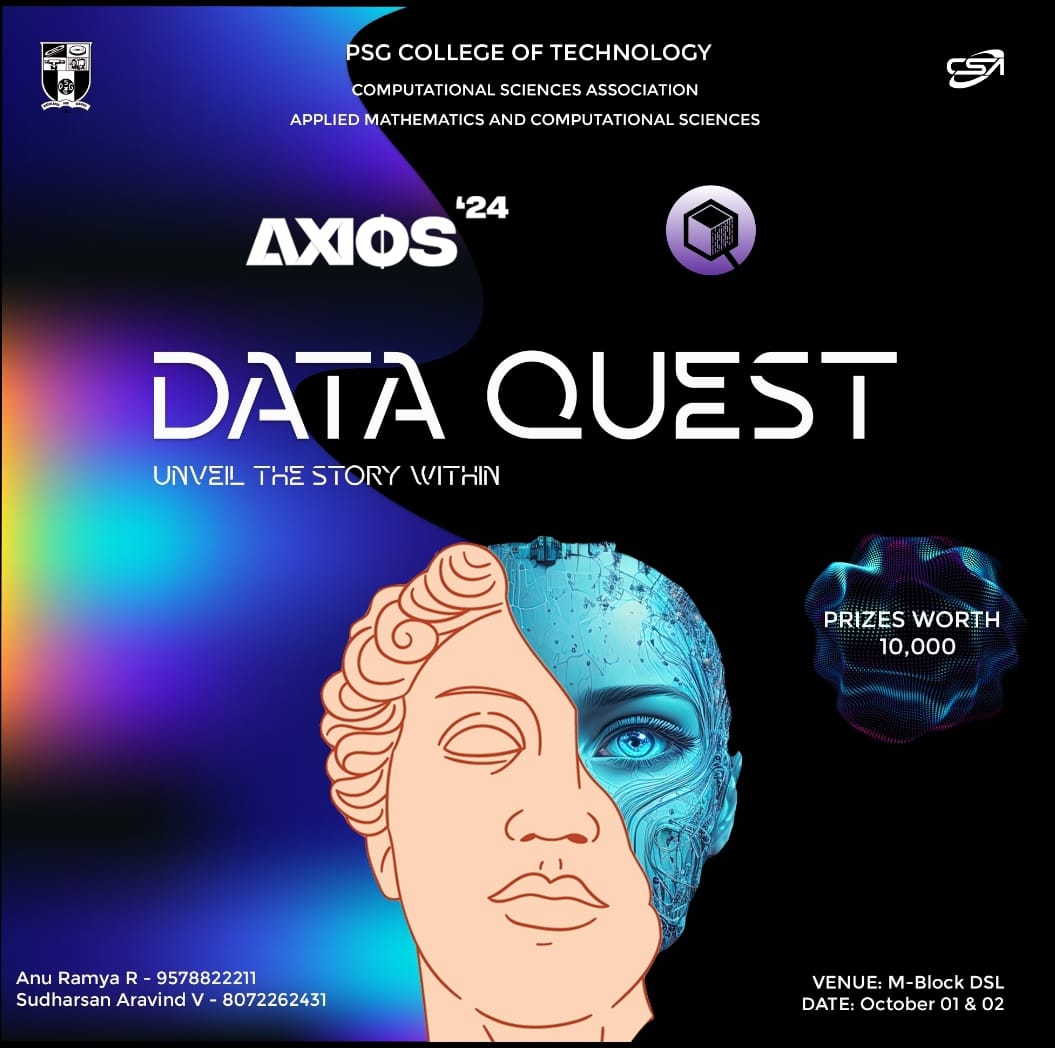 PSG COLLEGE OF TECHNOLOGY
COMPUTATIONAL SCIENCES ASSOCIATION
APPLIED MATHEMATICS AND COMPUTATIONAL SCIENCES
CSA
AXIOS '24
DATA QUEST
UNVEIL THE STORY WITHIN
PRIZES WORTH
10,000
Anu Ramya R - 9578822211
Sudharsan Aravind V - 8072262431
VENUE: M-Block DSL
DATE: October 01 & 02